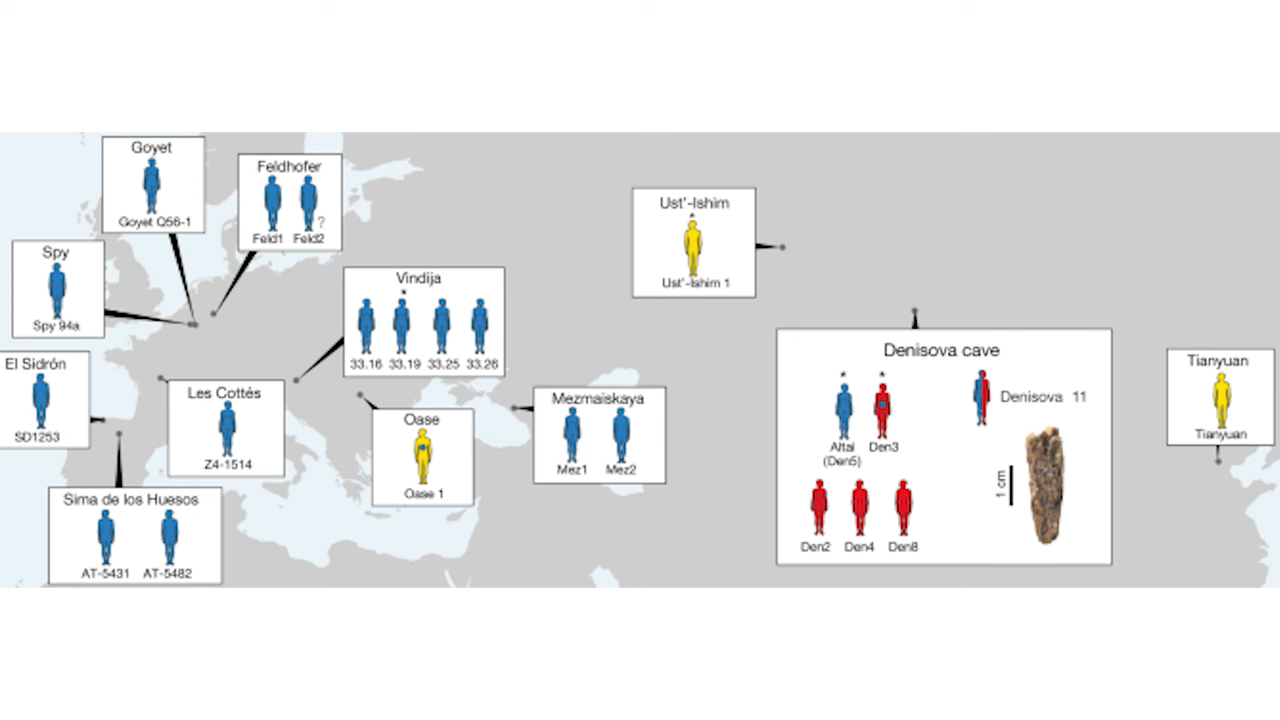 Goyet
Goyet Q56-1
Feldhofer
?
Feld1 Feld2
Spy
Spy 94a
Vindija
*
33.16 33.19 33.25 33.26
Ust'-Ishim
*
Ust'-Ishim 1
El Sidrón
SD1253
Les Cottés
Z4-1514
Oase
Oase 1
Mezmaiskaya
Mez1 Mez2
Sima de los Huesos
AT-5431 AT-5482
Denisova cave
* *
Altai
(Den5)
Den3
Denisova 11
1 cm
Den2 Den4 Den8
Tianyuan
Tianyuan